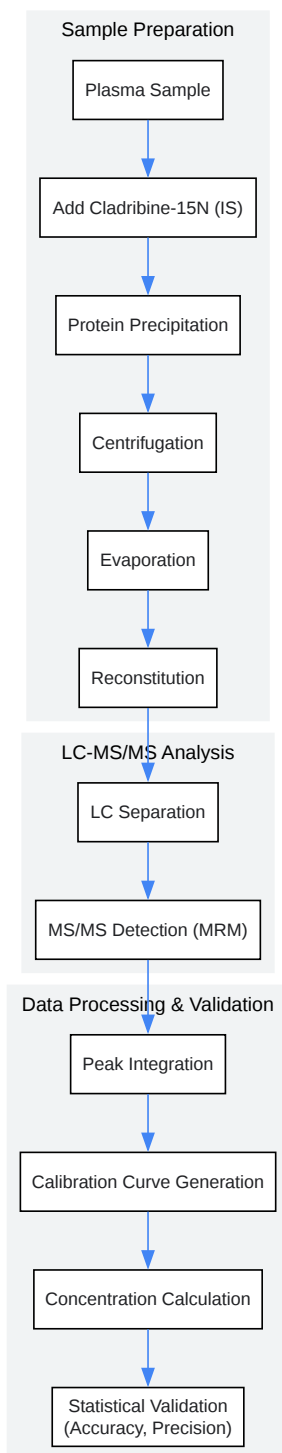 Sample Preparation
Plasma Sample
Add Cladribine-15N (IS)
Protein Precipitation
Centrifugation
Evaporation
Reconstitution
LC-MS/MS Analysis
LC Separation
MS/MS Detection (MRM)
Data Processing & Validation
Peak Integration
Calibration Curve Generation
Concentration Calculation
Statistical Validation
(Accuracy, Precision)